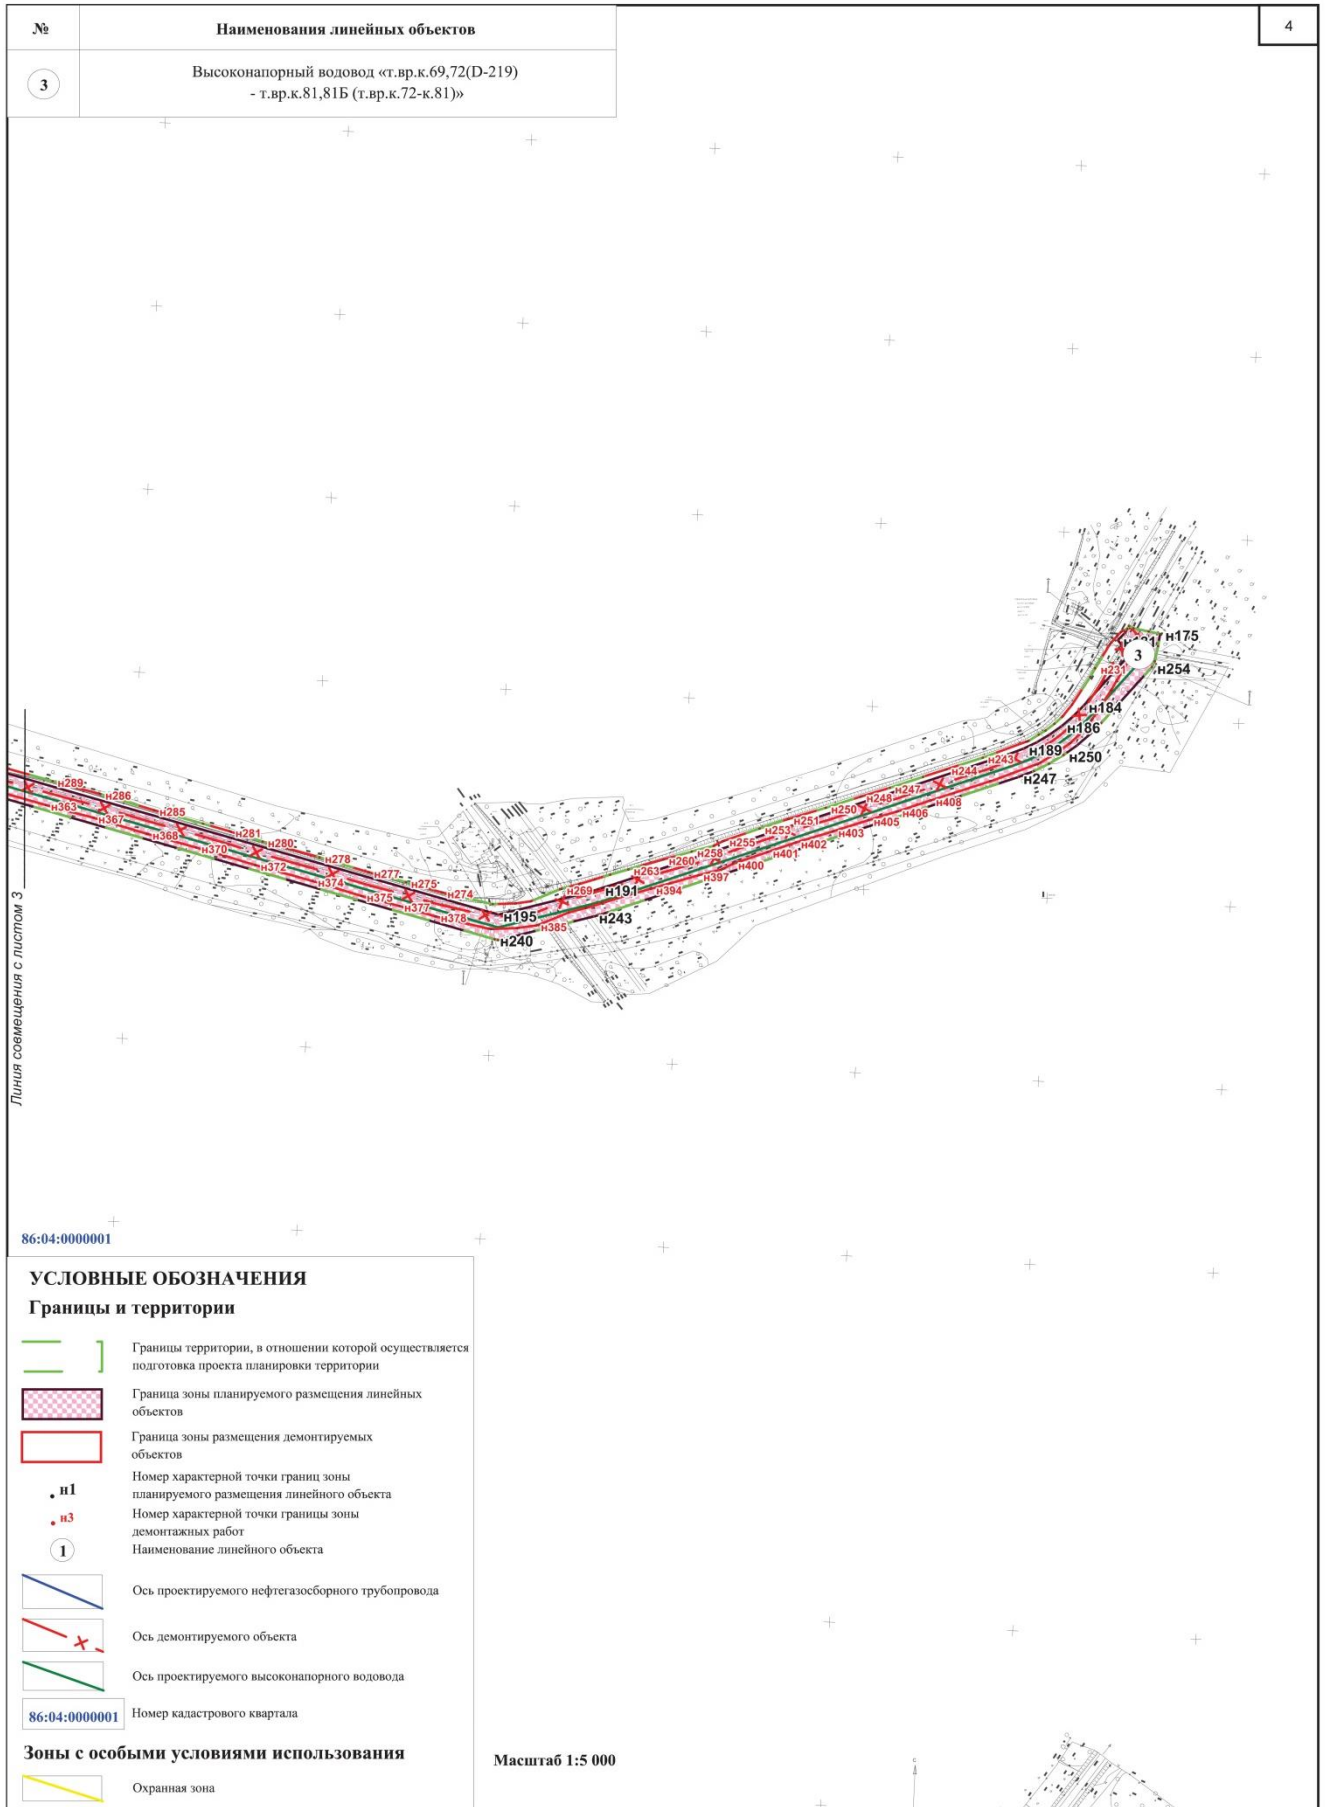 № Наименования линейных объектов
4
3 Высоконапорный водовод «т.вр.к.69,72(D-219)
- т.вр.к.81,81Б (т.вр.к.72-к.81)»
н175
3
н254
н231
н184
н186
н189
н250
н247
н243
н244
н247
н248
н408
н250
н406
н251
н405
н253
н403
н255
н402
н258
н401
н260
н400
н263
н397
н191
н394
н269
н243
н195
н385
н240
н289
н286
н363
н285
н367
н281
н368
н280
н370
н278
н372
н277
н374
н275
н375
н274
н377
н378
Линия совмещения с листом 3
86:04:0000001
УСЛОВНЫЕ ОБОЗНАЧЕНИЯ
Границы и территории
Границы территории, в отношении которой осуществляется
подготовка проекта планировки территории
Граница зоны планируемого размещения линейных
объектов
Граница зоны размещения демонтируемых
объектов
н1 Номер характерной точки границ зоны
планируемого размещения линейного объекта
н3 Номер характерной точки границы зоны
демонтажных работ
1 Наименование линейного объекта
Ось проектируемого нефтегазосборного трубопровода
Ось демонтируемого объекта
Ось проектируемого высоконапорного водовода
86:04:0000001 Номер кадастрового квартала
Зоны с особыми условиями использования
Охранная зона
Масштаб 1:5 000